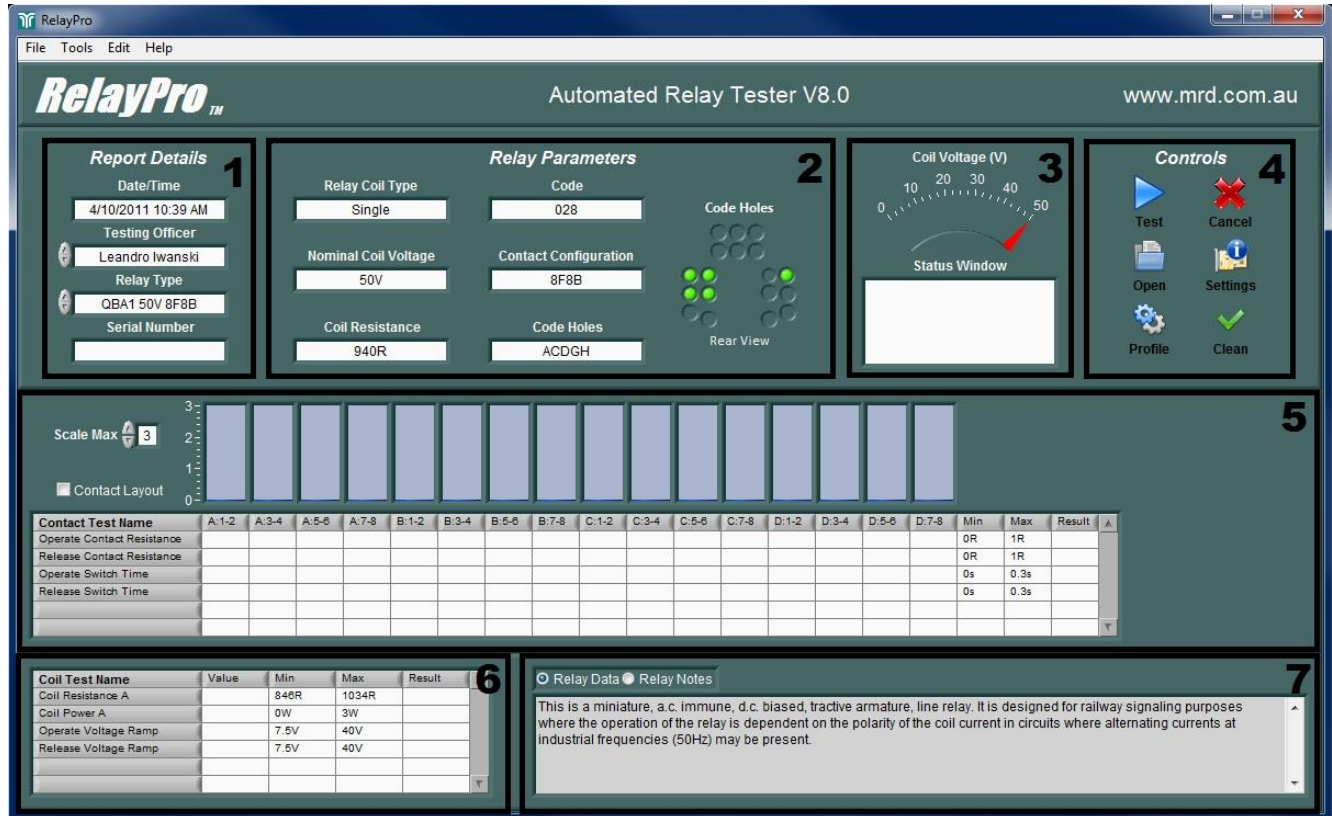 RelayPro
File Tools Edit Help
RelayPro TM
Automated Relay Tester V8.0
www.mrd.com.au
Report Details
1
Date/Time
4/10/2011 10:39 AM
Testing Officer
Leandro Iwanski
Relay Type
QBA1 50V 8F8B
Serial Number
Relay Parameters
2
Relay Coil Type
Single
Code
028
Nominal Coil Voltage
50V
Contact Configuration
8F8B
Coil Resistance
940R
Code Holes
ACDGH
Code Holes
Rear View
Coil Voltage (V)
3
0 10 20 30 40 50
Status Window
Controls
4
Test Cancel
Open Settings
Profile Clean
5
Scale Max 3
3
2
1
0
Contact Layout
Contact Test Name A:1-2 A:3-4 A:5-6 A:7-8 B:1-2 B:3-4 B:5-6 B:7-8 C:1-2 C:3-4 C:5-6 C:7-8 D:1-2 D:3-4 D:5-6 D:7-8 Min Max Result
Operate Contact Resistance 0R 1R
Release Contact Resistance 0R 1R
Operate Switch Time 0s 0.3s
Release Switch Time 0s 0.3s
6
Coil Test Name Value Min Max Result
Coil Resistance A 846R 1034R
Coil Power A 0W 3W
Operate Voltage Ramp 7.5V 40V
Release Voltage Ramp 7.5V 40V
7
Relay Data Relay Notes
This is a miniature, a.c. immune, d.c. biased, tractive armature, line relay. It is designed for railway signaling purposes
where the operation of the relay is dependent on the polarity of the coil current in circuits where alternating currents at
industrial frequencies (50Hz) may be present.